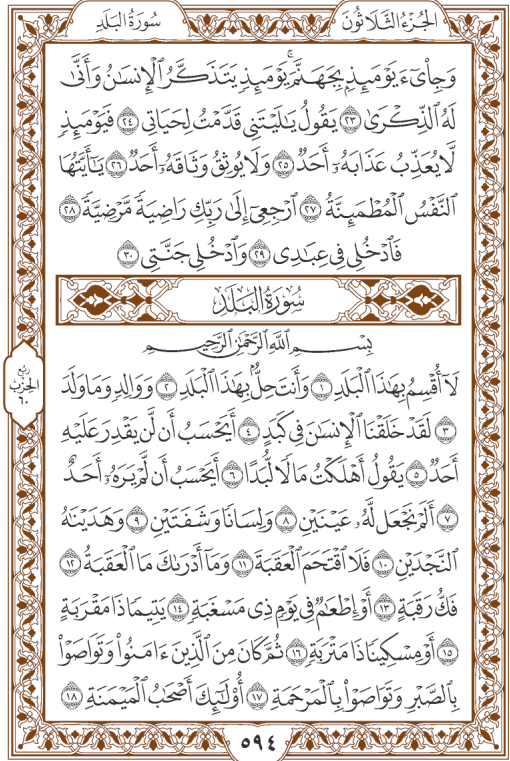 الجُزْءُ الثَّلَاثُونَ
سُورَةُ البَلَدِ
وَجِاْىٓءَ يَوْمَئِذِۭ بِجَهَنَّمَۚ يَوْمَئِذٖ يَتَذَكَّرُ ٱلْإِنسَٰنُ وَأَنَّىٰ
لَهُ ٱلذِّكْرَىٰ ٢٣ يَقُولُ يَٰلَيْتَنِى قَدَّمْتُ لِحَيَاتِى ٢٤ فَيَوْمَئِذٖ
لَّا يُعَذِّبُ عَذَابَهُۥٓ أَحَدٌ ٢٥ وَلَا يُوثِقُ وَثَاقَهُۥٓ أَحَدٌ ٢٦ يَٰٓأَيَّتُهَا
ٱلنَّفْسُ ٱلْمُطْمَئِنَّةُ ٢٧ ٱرْجِعِىٓ إِلَىٰ رَبِّكِ رَاضِيَةً مَّرْضِيَّةً ٢٨
فَٱدْخُلِى فِى عِبَٰدِى ٢٩ وَٱدْخُلِى جَنَّتِى ٣٠
سُورَةُ البَلَدِ
بِسْمِ ٱللَّهِ ٱلرَّحْمَٰنِ ٱلرَّحِيمِ
لَآ أُقْسِمُ بِهَٰذَا ٱلْبَلَدِ ١ وَأَنتَ حِلٌّۢ بِهَٰذَا ٱلْبَلَدِ ٢ وَوَالِدٍ وَمَا وَلَدَ
٣ لَقَدْ خَلَقْنَا ٱلْإِنسَٰنَ فِى كَبَدٍ ٤ أَيَحْسَبُ أَن لَّن يَقْدِرَ عَلَيْهِ
أَحَدٌ ٥ يَقُولُ أَهْلَكْتُ مَالًا لُّبَدًا ٦ أَيَحْسَبُ أَن لَّمْ يَرَهُۥٓ أَحَدٌ
٧ أَلَمْ نَجْعَل لَّهُۥ عَيْنَيْنِ ٨ وَلِسَانًا وَشَفَتَيْنِ ٩ وَهَدَيْنَٰهُ
ٱلنَّجْدَيْنِ ١٠ فَلَا ٱقْتَحَمَ ٱلْعَقَبَةَ ١١ وَمَآ أَدْرَىٰكَ مَا ٱلْعَقَبَةُ ١٢
فَكُّ رَقَبَةٍ ١٣ أَوْ إِطْعَٰمٌ فِى يَوْمٍ ذِى مَسْغَبَةٍ ١٤ يَتِيمًا ذَا مَقْرَبَةٍ
١٥ أَوْ مِسْكِينًا ذَا مَتْرَبَةٍ ١٦ ثُمَّ كَانَ مِنَ ٱلَّذِينَ ءَامَنُوا۟ وَتَوَاصَوْا۟
بِٱلصَّبْرِ وَتَوَاصَوْا۟ بِٱلْمَرْحَمَةِ ١٧ أُو۟لَٰٓئِكَ أَصْحَٰبُ ٱلْمَيْمَنَةِ ١٨
ربع
الحزب
٦٠
٥٩٤